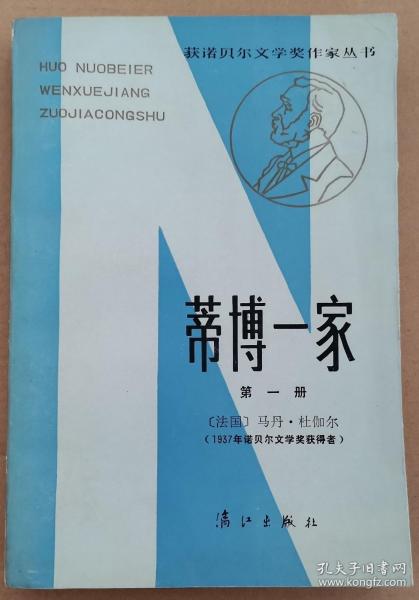 获诺贝尔文学奖作家丛书
HUO NUOBEIER
WENXUEJIANG
ZUOJIACONGSHU
蒂博一家
第一册
〔法国〕马丹·杜伽尔
（1937年诺贝尔文学奖获得者）
漓江出版社
孔夫子旧书网
kongfz.com